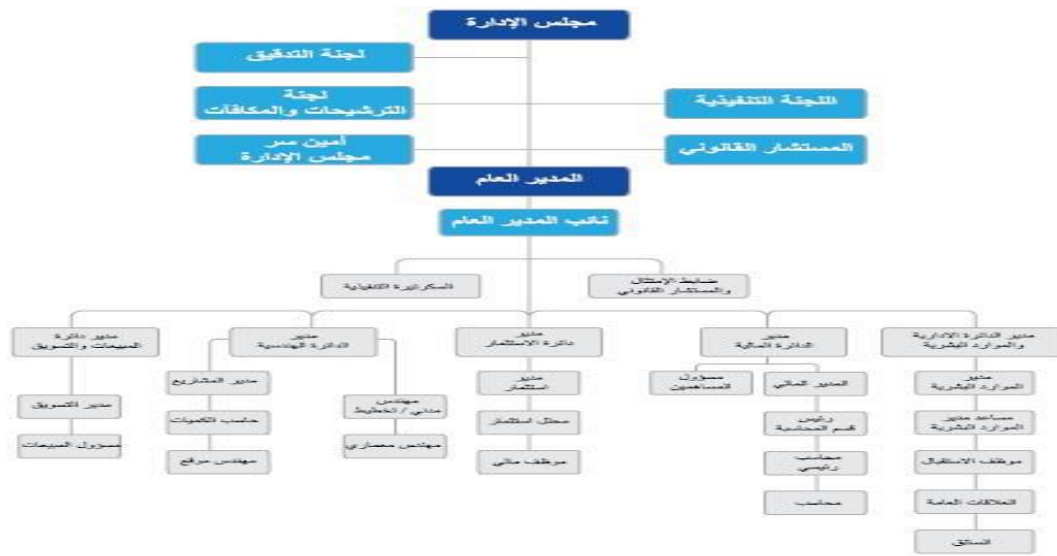 مجلس الإدارة
لجنة التدقيق
اللجنة التنفيذية
لجنة
الترشيحات والمكافآت
المستشار القانوني
أمين سر
مجلس الإدارة
المدير العام
نائب المدير العام
ضابط الإمتثال
والمستشار القانوني
السكرتيرة التنفيذية
مدير الدائرة الادارية
والموارد البشرية
مدير
الدائرة المالية
مدير
دائرة الاستثمار
مدير
الدائرة الهندسية
مدير دائرة
المبيعات والتسويق
مدير
الموارد البشرية
مساعد مدير
الموارد البشرية
موظف الاستقبال
العلاقات العامة
السائق
المدير المالي
رئيس
قسم المحاسبة
محاسب
رئيسي
محاسب
مسؤول
المساهمين
مدير
استثمار
محلل استثمار
موظف مالي
مهندس
مدني / تخطيط
مهندس معماري
مدير المشاريع
حاسب الكميات
مهندس موقع
مدير التسويق
مسؤول المبيعات